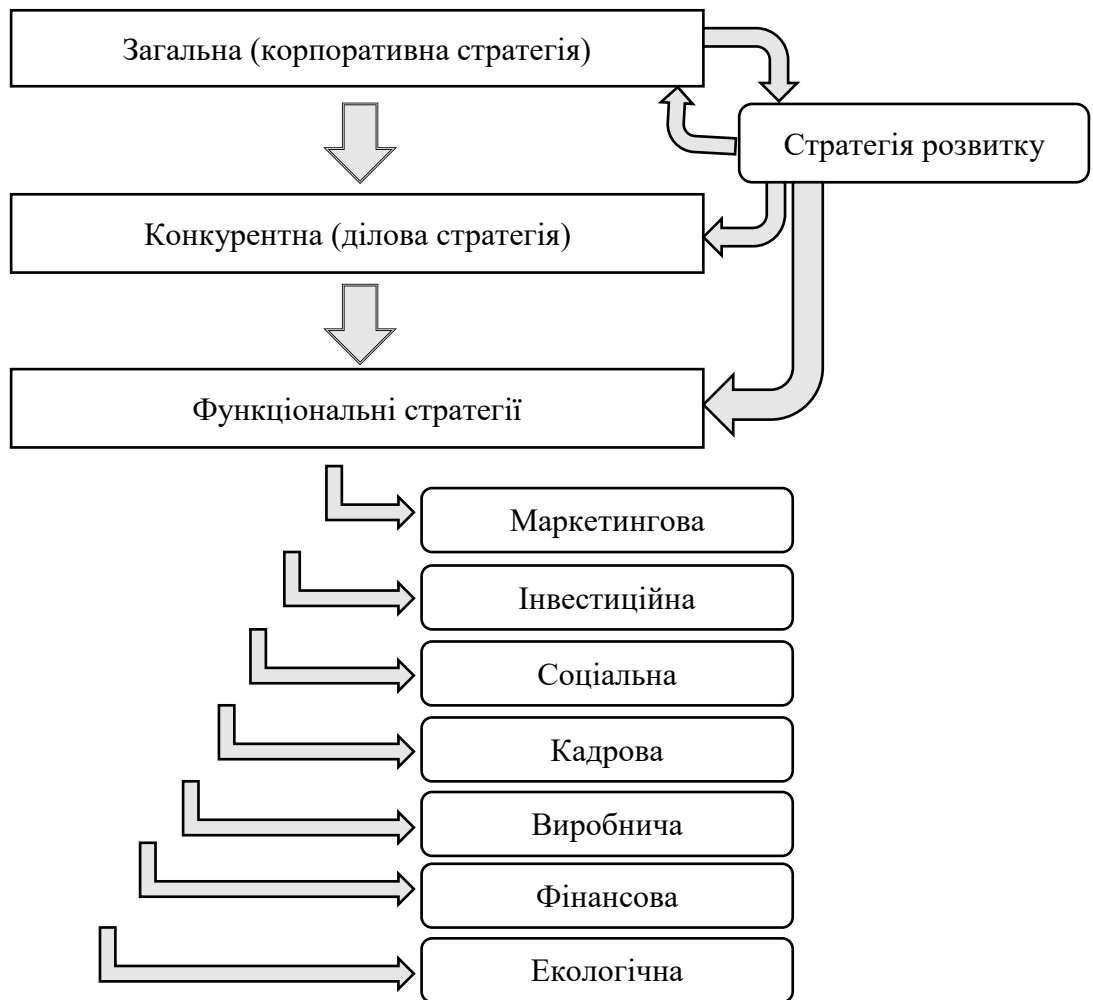 Загальна (корпоративна стратегія)
Стратегія розвитку
Конкурентна (ділова стратегія)
Функціональні стратегії
Маркетингова
Інвестиційна
Соціальна
Кадрова
Виробнича
Фінансова
Екологічна